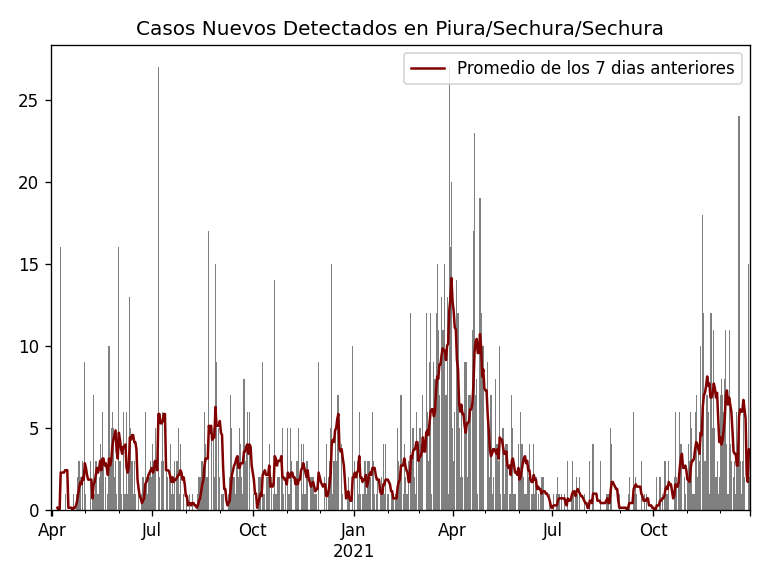 Casos Nuevos Detectados en Piura/Sechura/Sechura
Promedio de los 7 dias anteriores
25
20
15
10
5
0
Apr Jul Oct Jan Apr Jul Oct
2021